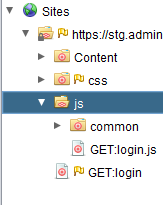 Sites
https://stg.admin
Content
css
js
common
GET:login.js
GET:login